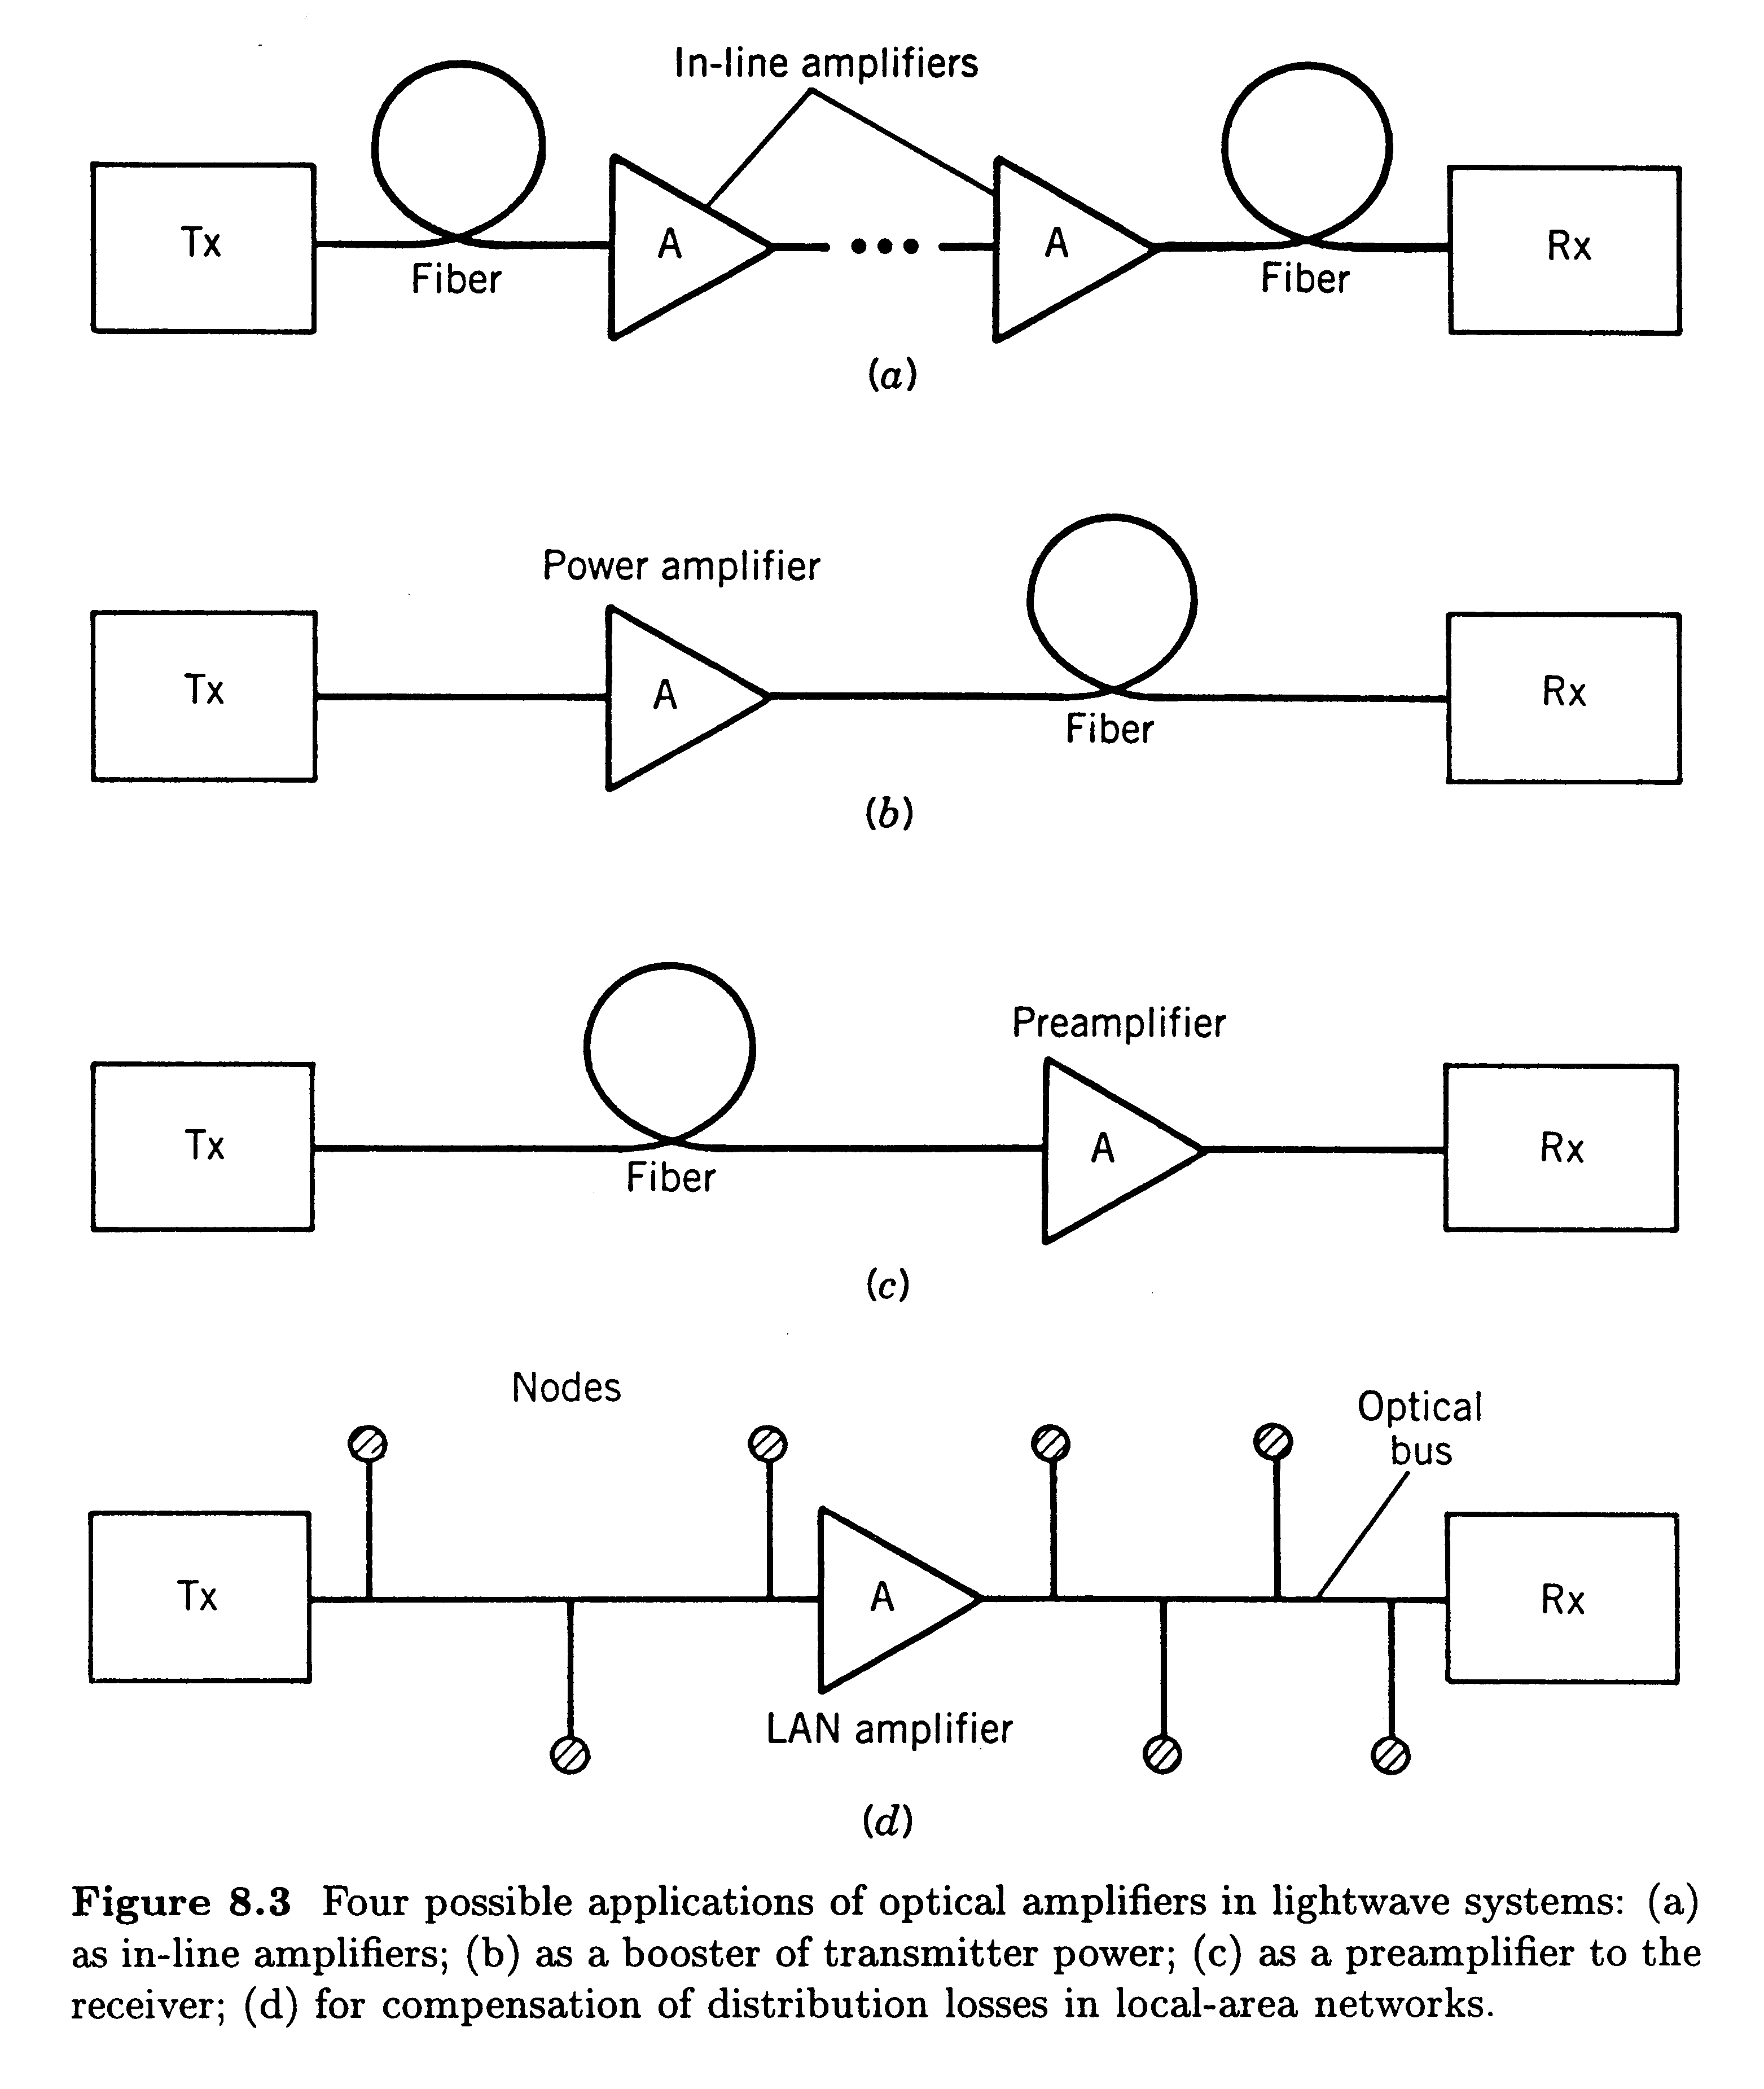 In-line amplifiers
Tx
Fiber
A
A
Fiber
Rx
(a)
Power amplifier
Tx
A
Fiber
Rx
(b)
Preamplifier
Tx
Fiber
A
Rx
(c)
Nodes
Optical
bus
Tx
A
Rx
LAN amplifier
(d)
Figure 8.3 Four possible applications of optical amplifiers in lightwave systems: (a)
as in-line amplifiers; (b) as a booster of transmitter power; (c) as a preamplifier to the
receiver; (d) for compensation of distribution losses in local-area networks.